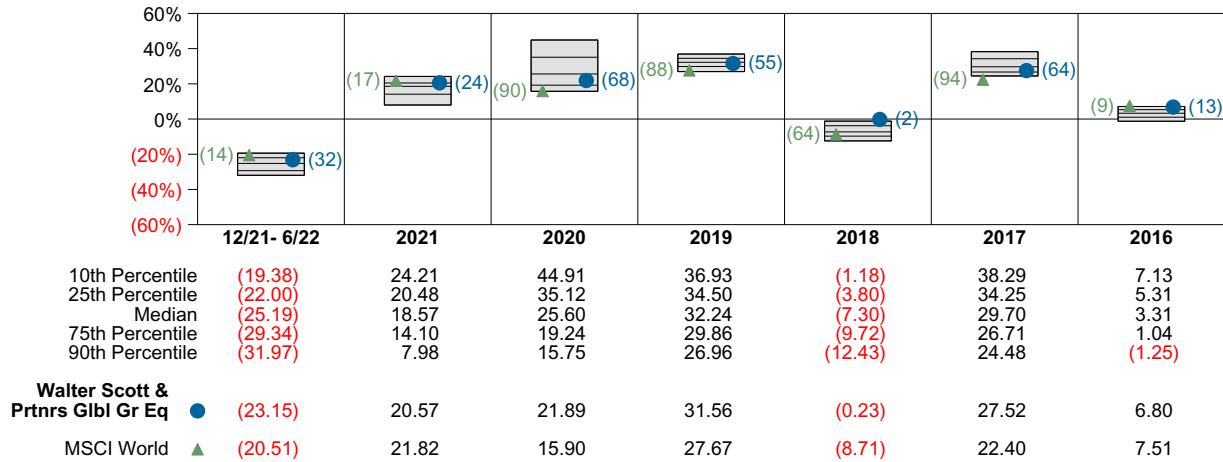 60%
40%
20%
0%
(20%)
(40%)
(60%)
(14) (32)
(17) (24)
(90) (68)
(88) (55)
(64) (2)
(94) (64)
(9) (13)
12/21- 6/22 2021 2020 2019 2018 2017 2016
10th Percentile (19.38) 24.21 44.91 36.93 (1.18) 38.29 7.13
25th Percentile (22.00) 20.48 35.12 34.50 (3.80) 34.25 5.31
Median (25.19) 18.57 25.60 32.24 (7.30) 29.70 3.31
75th Percentile (29.34) 14.10 19.24 29.86 (9.72) 26.71 1.04
90th Percentile (31.97) 7.98 15.75 26.96 (12.43) 24.48 (1.25)
Walter Scott &
Prtnrs Glbl Gr Eq (23.15) 20.57 21.89 31.56 (0.23) 27.52 6.80
MSCI World (20.51) 21.82 15.90 27.67 (8.71) 22.40 7.51